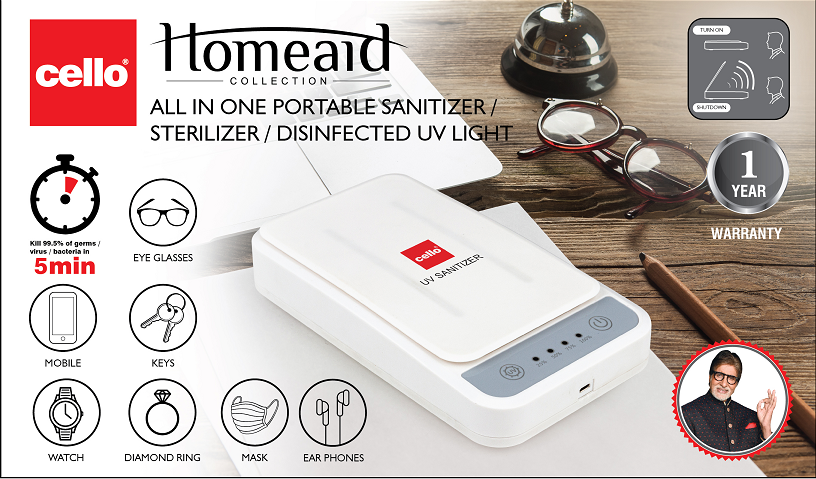 cello®
Homeaid
COLLECTION
ALL IN ONE PORTABLE SANITIZER /
STERILIZER / DISINFECTED UV LIGHT
TURN ON
SHUTDOWN
1
YEAR
WARRANTY
Kill 99.5% of germs /
virus / bacteria in
5min
EYE GLASSES
MOBILE
KEYS
WATCH
DIAMOND RING
MASK
EAR PHONES
cello®
UV SANITIZER
UV